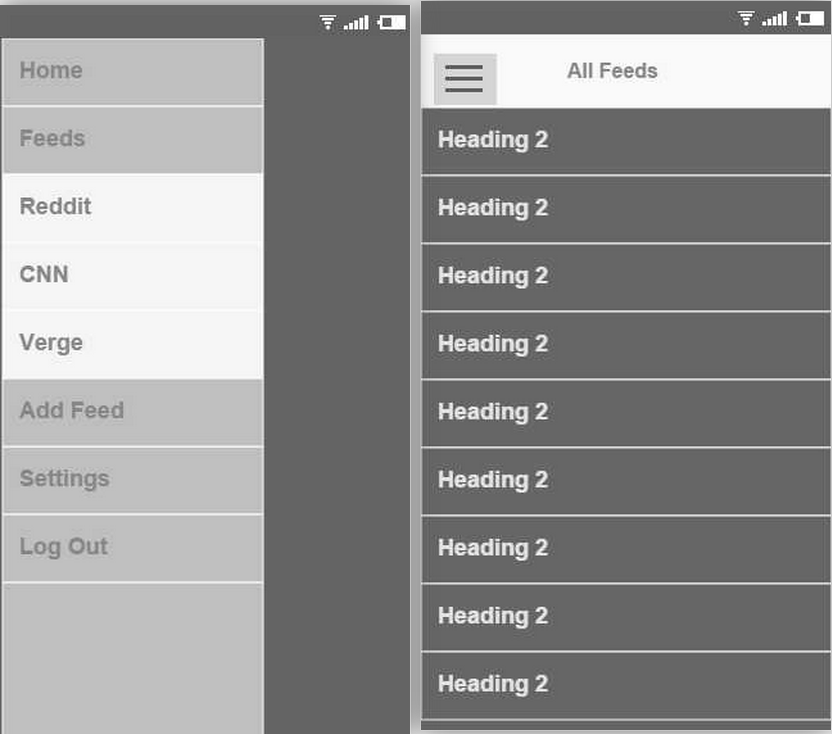 Home
Feeds
Reddit
CNN
Verge
Add Feed
Settings
Log Out
All Feeds
Heading 2
Heading 2
Heading 2
Heading 2
Heading 2
Heading 2
Heading 2
Heading 2
Heading 2